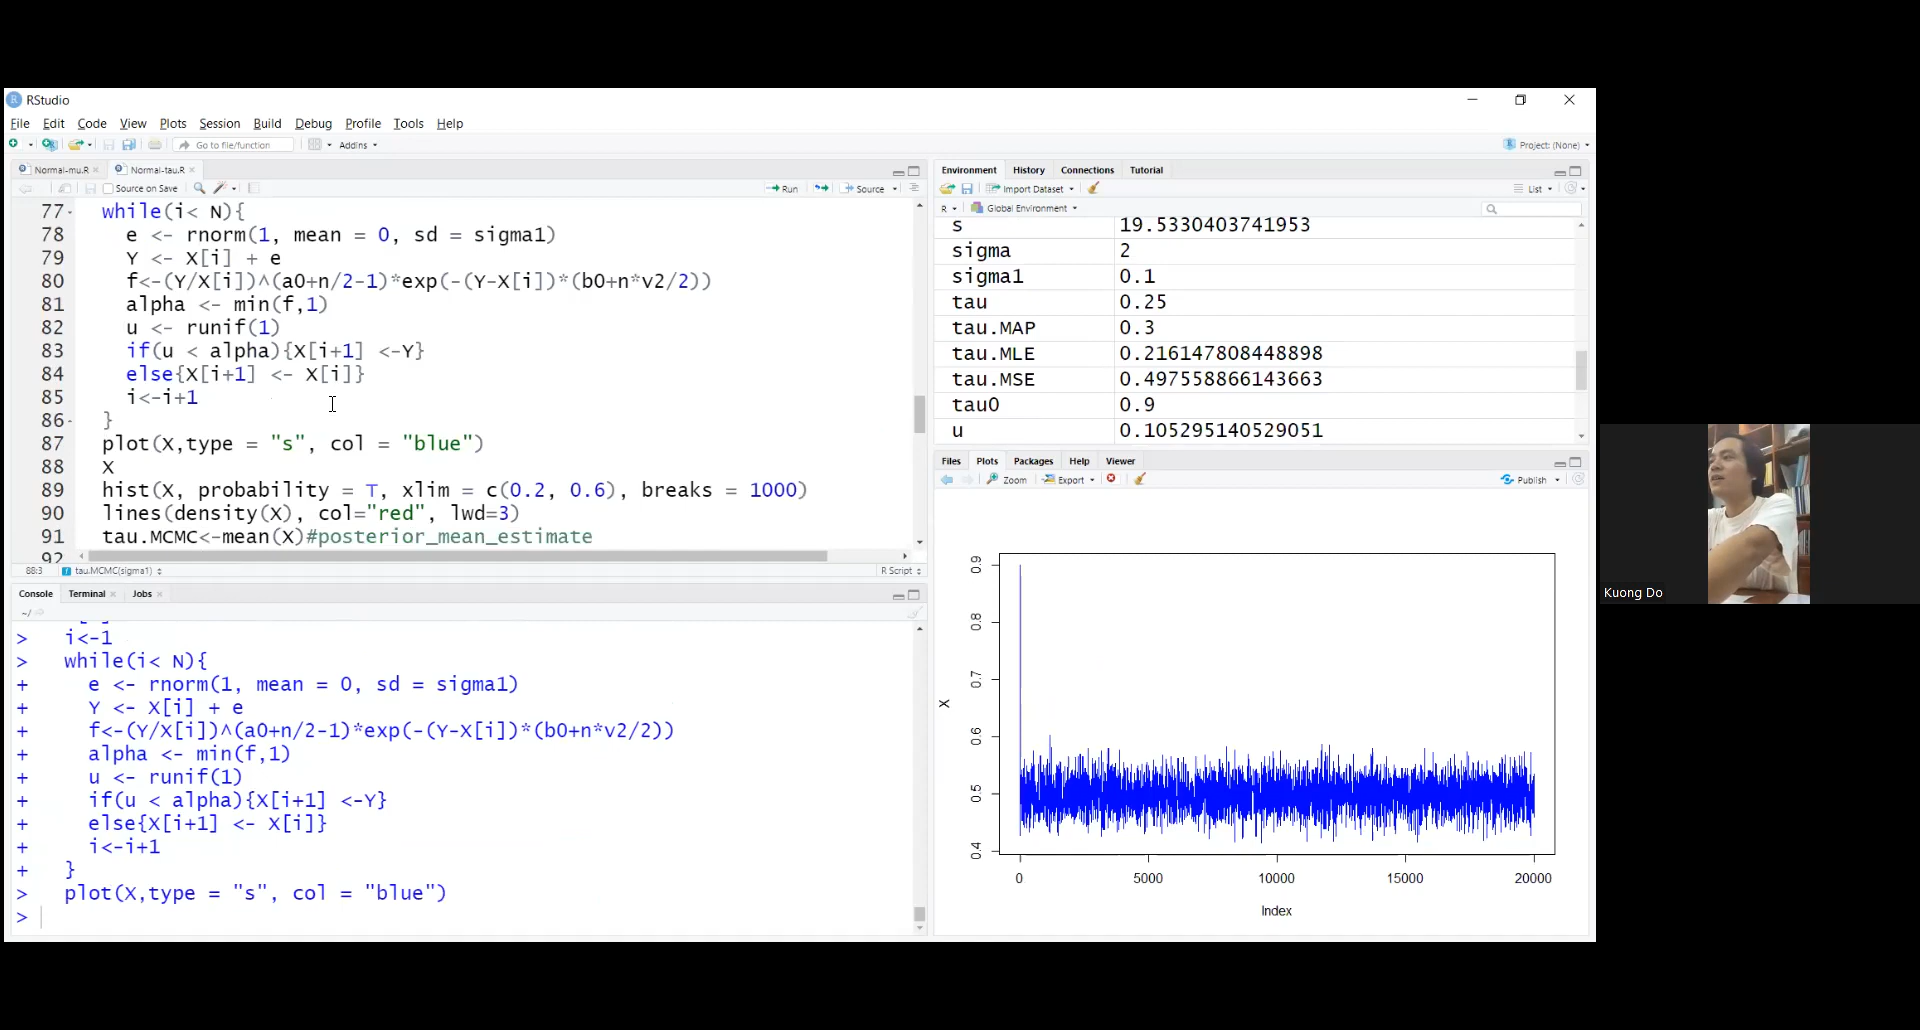 RStudio
File Edit Code View Plots Session Build Debug Profile Tools Help
Go to file/function Addins Project: (None)
Normal-mu.R Normal-tau.R
Source on Save Run Source
77 while(i< N){
78 e <- rnorm(1, mean = 0, sd = sigma1)
79 Y <- X[i] + e
80 f<-(Y/X[i])^(a0+n/2-1)*exp(-(Y-X[i])*(b0+n*v2/2))
81 alpha <- min(f,1)
82 u <- runif(1)
83 if(u < alpha){X[i+1] <-Y}
84 else{X[i+1] <- X[i]}
85 i<-i+1
86 }
87 plot(X,type = "s", col = "blue")
88 X
89 hist(X, probability = T, xlim = c(0.2, 0.6), breaks = 1000)
90 lines(density(X), col="red", lwd=3)
91 tau.MCMC<-mean(X)#posterior_mean_estimate
92
88:3 tau.MCMC(sigma1) R Script
Console Terminal Jobs
~/
> i<-1
> while(i< N){
+ e <- rnorm(1, mean = 0, sd = sigma1)
+ Y <- X[i] + e
+ f<-(Y/X[i])^(a0+n/2-1)*exp(-(Y-X[i])*(b0+n*v2/2))
+ alpha <- min(f,1)
+ u <- runif(1)
+ if(u < alpha){X[i+1] <-Y}
+ else{X[i+1] <- X[i]}
+ i<-i+1
+ }
> plot(X,type = "s", col = "blue")
>
Environment History Connections Tutorial
Import Dataset List
R Global Environment
s 19.5330403741953
sigma 2
sigma1 0.1
tau 0.25
tau.MAP 0.3
tau.MLE 0.216147808448898
tau.MSE 0.497558866143663
tau0 0.9
u 0.105295140529051
Files Plots Packages Help Viewer
Zoom Export Publish
0.9
0.8
0.7
0.6
0.5
0.4
X
0 5000 10000 15000 20000
Index
Kuong Do